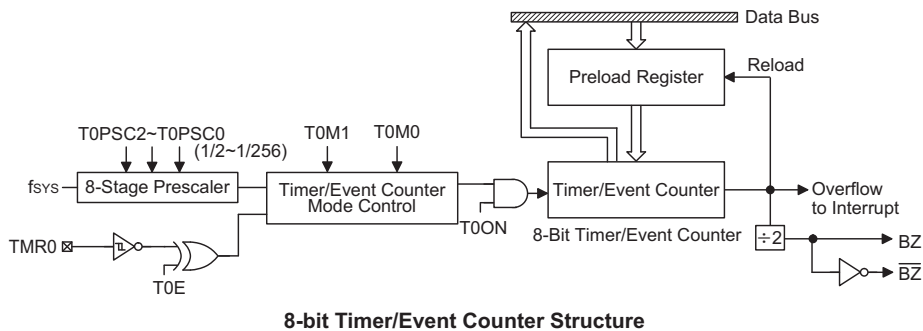 Data Bus
Preload Register
Reload
T0PSC2~T0PSC0
(1/2~1/256)
T0M1
T0M0
fSYS
8-Stage Prescaler
Timer/Event Counter
Mode Control
T0ON
Timer/Event Counter
8-Bit Timer/Event Counter
Overflow
to Interrupt
÷2
BZ
B̅Z̅
TMR0
T0E
8-bit Timer/Event Counter Structure